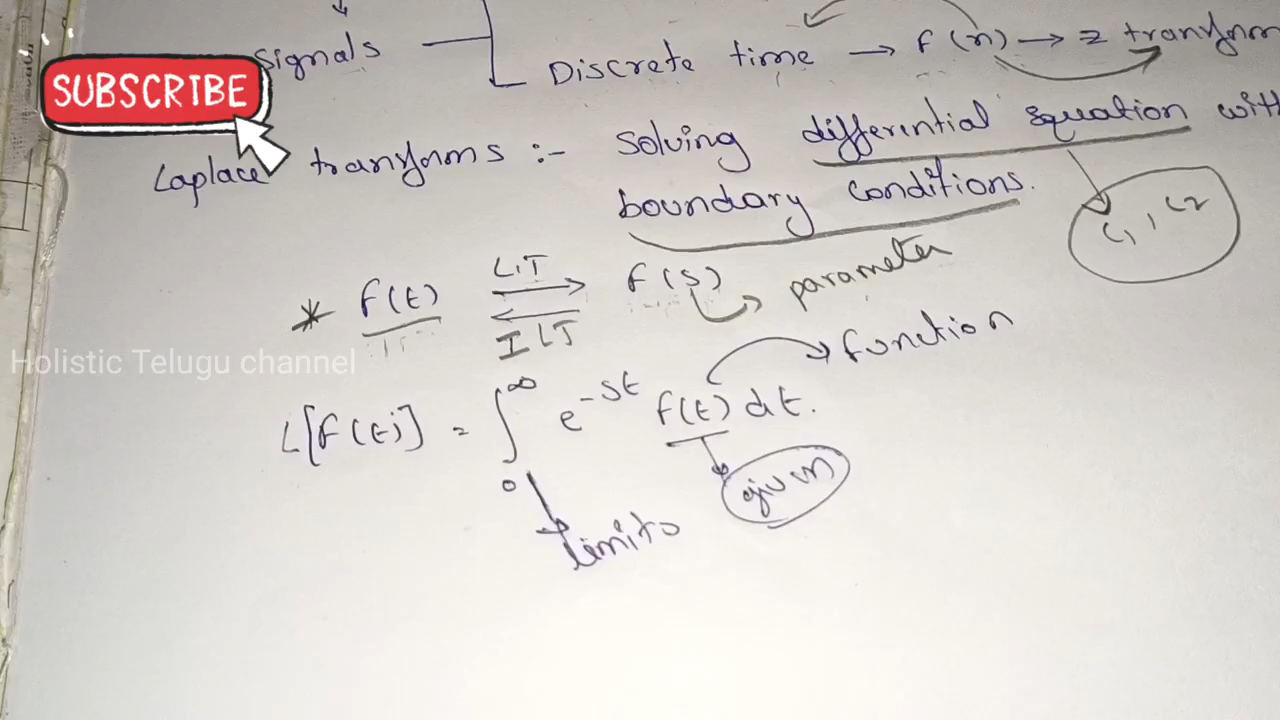 signals
Discrete time → f(n) → z transform
SUBSCRIBE
Laplace transforms :- solving differential equation with
boundary conditions.
C1, C2
* f(t) L.T f(s) parameter
ILT
function
Holistic Telugu channel
L[f(t)] = ∫₀^∞ e^-st f(t) dt.
given
Limits